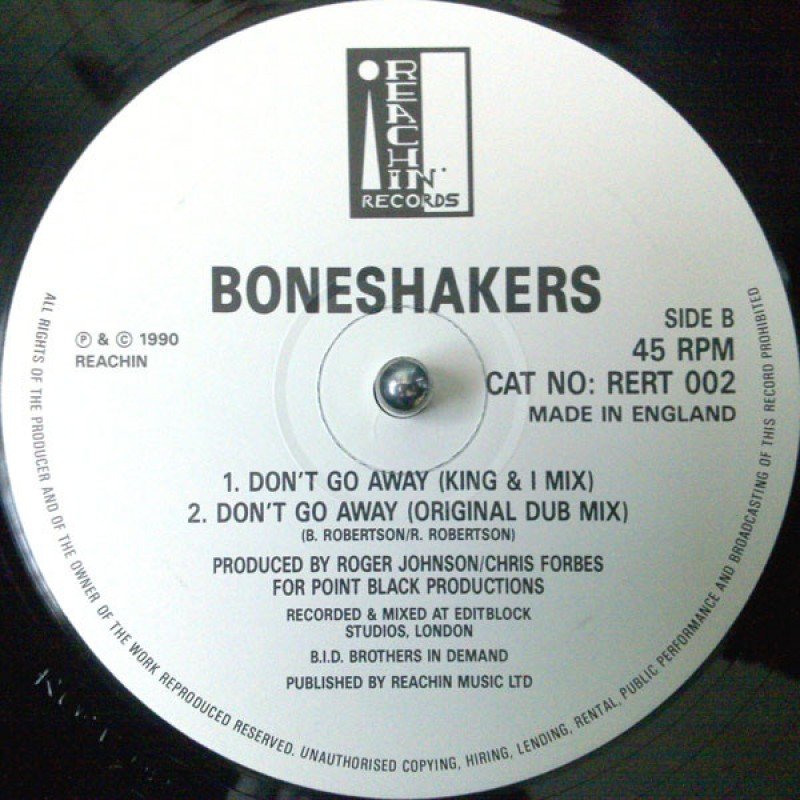 REACHIN'
RECORDS
BONESHAKERS
℗ & © 1990
REACHIN
SIDE B
45 RPM
CAT NO: RERT 002
MADE IN ENGLAND
1. DON'T GO AWAY (KING & I MIX)
2. DON'T GO AWAY (ORIGINAL DUB MIX)
(B. ROBERTSON/R. ROBERTSON)
PRODUCED BY ROGER JOHNSON/CHRIS FORBES
FOR POINT BLACK PRODUCTIONS
RECORDED & MIXED AT EDITBLOCK
STUDIOS, LONDON
B.I.D. BROTHERS IN DEMAND
PUBLISHED BY REACHIN MUSIC LTD
ALL RIGHTS OF THE PRODUCER AND OF THE OWNER OF THE WORK REPRODUCED RESERVED. UNAUTHORISED COPYING, HIRING, LENDING, RENTAL, PUBLIC PERFORMANCE AND BROADCASTING OF THIS RECORD PROHIBITED